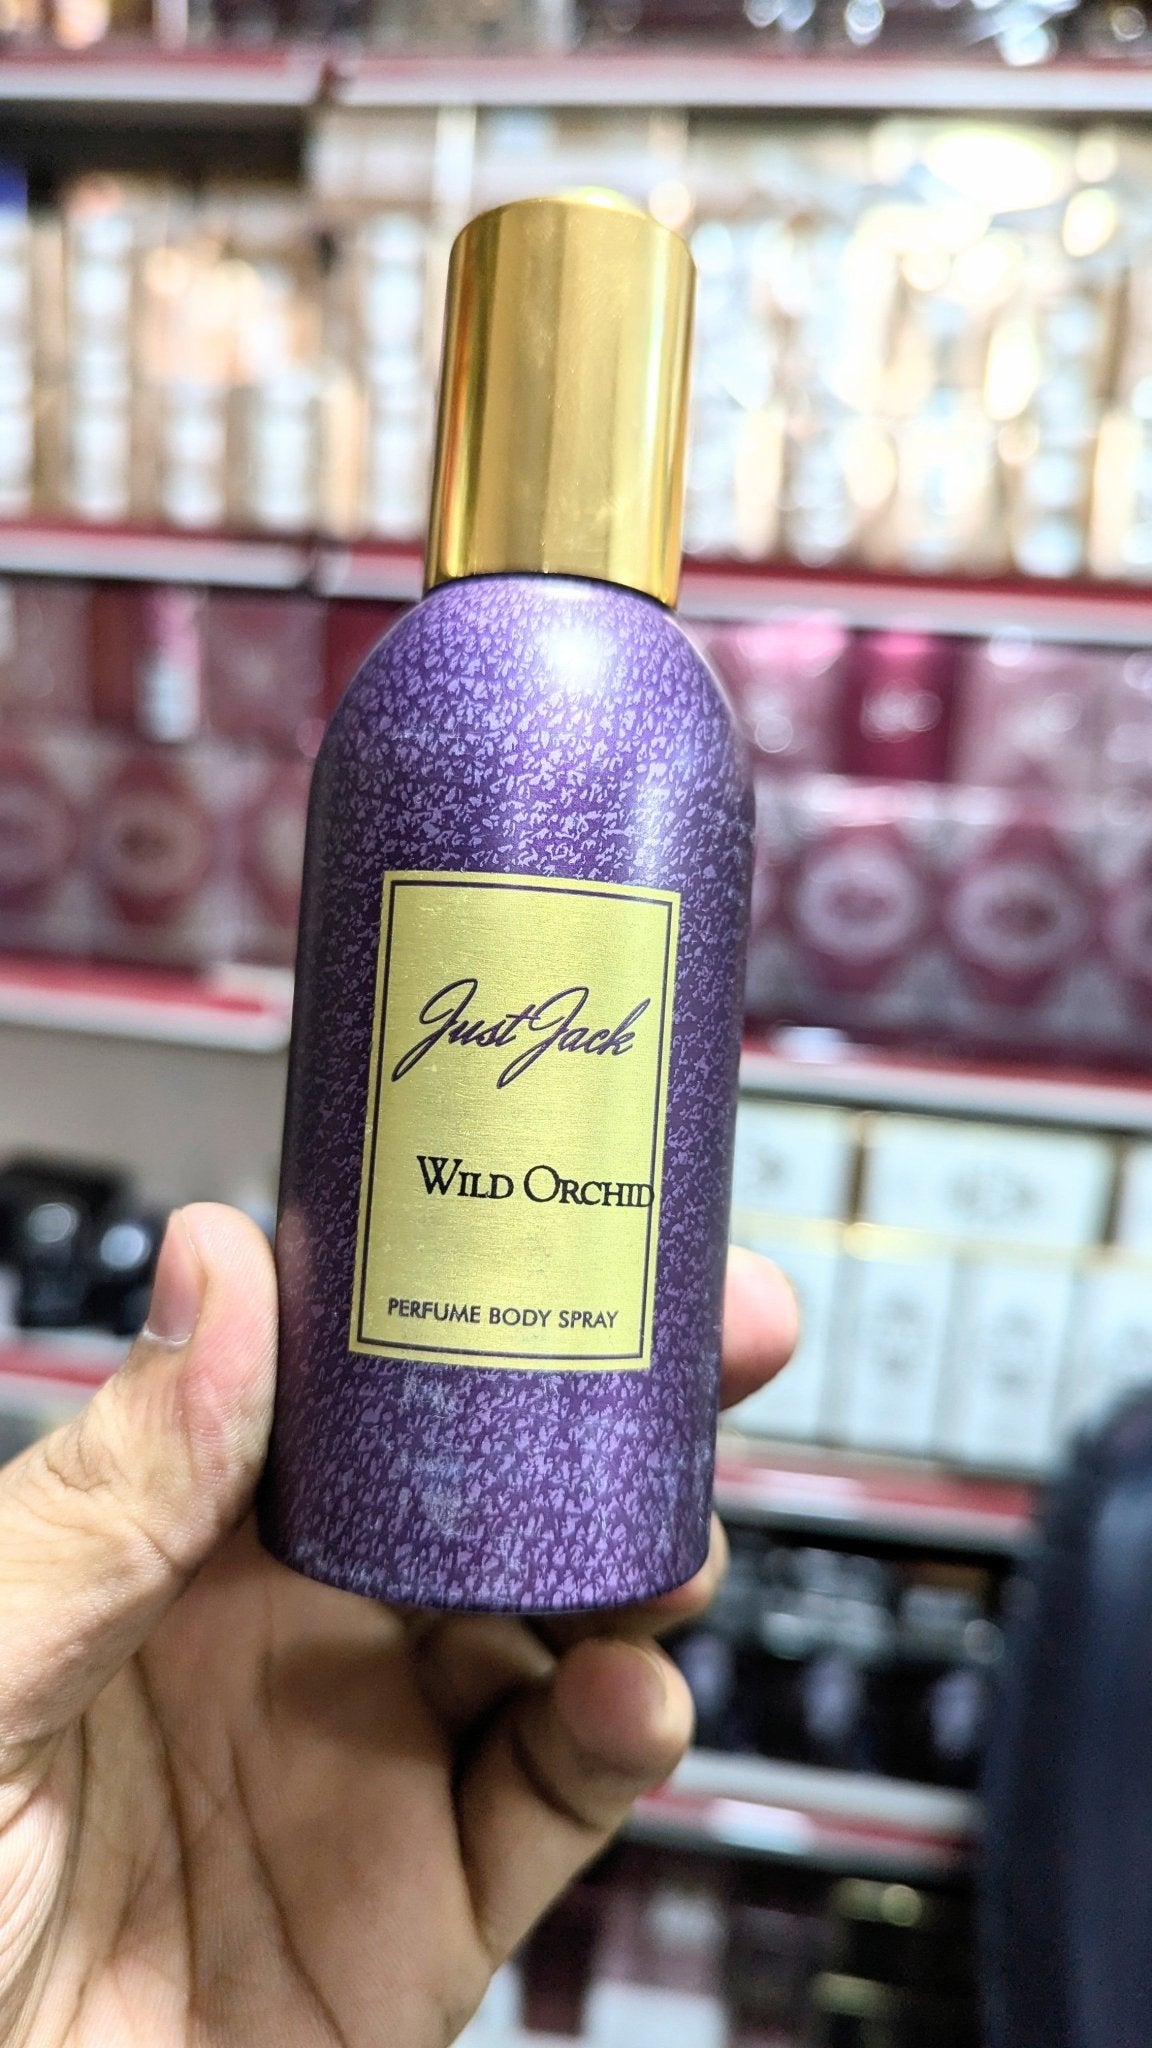 Just Jack
WILD ORCHID
PERFUME BODY SPRAY